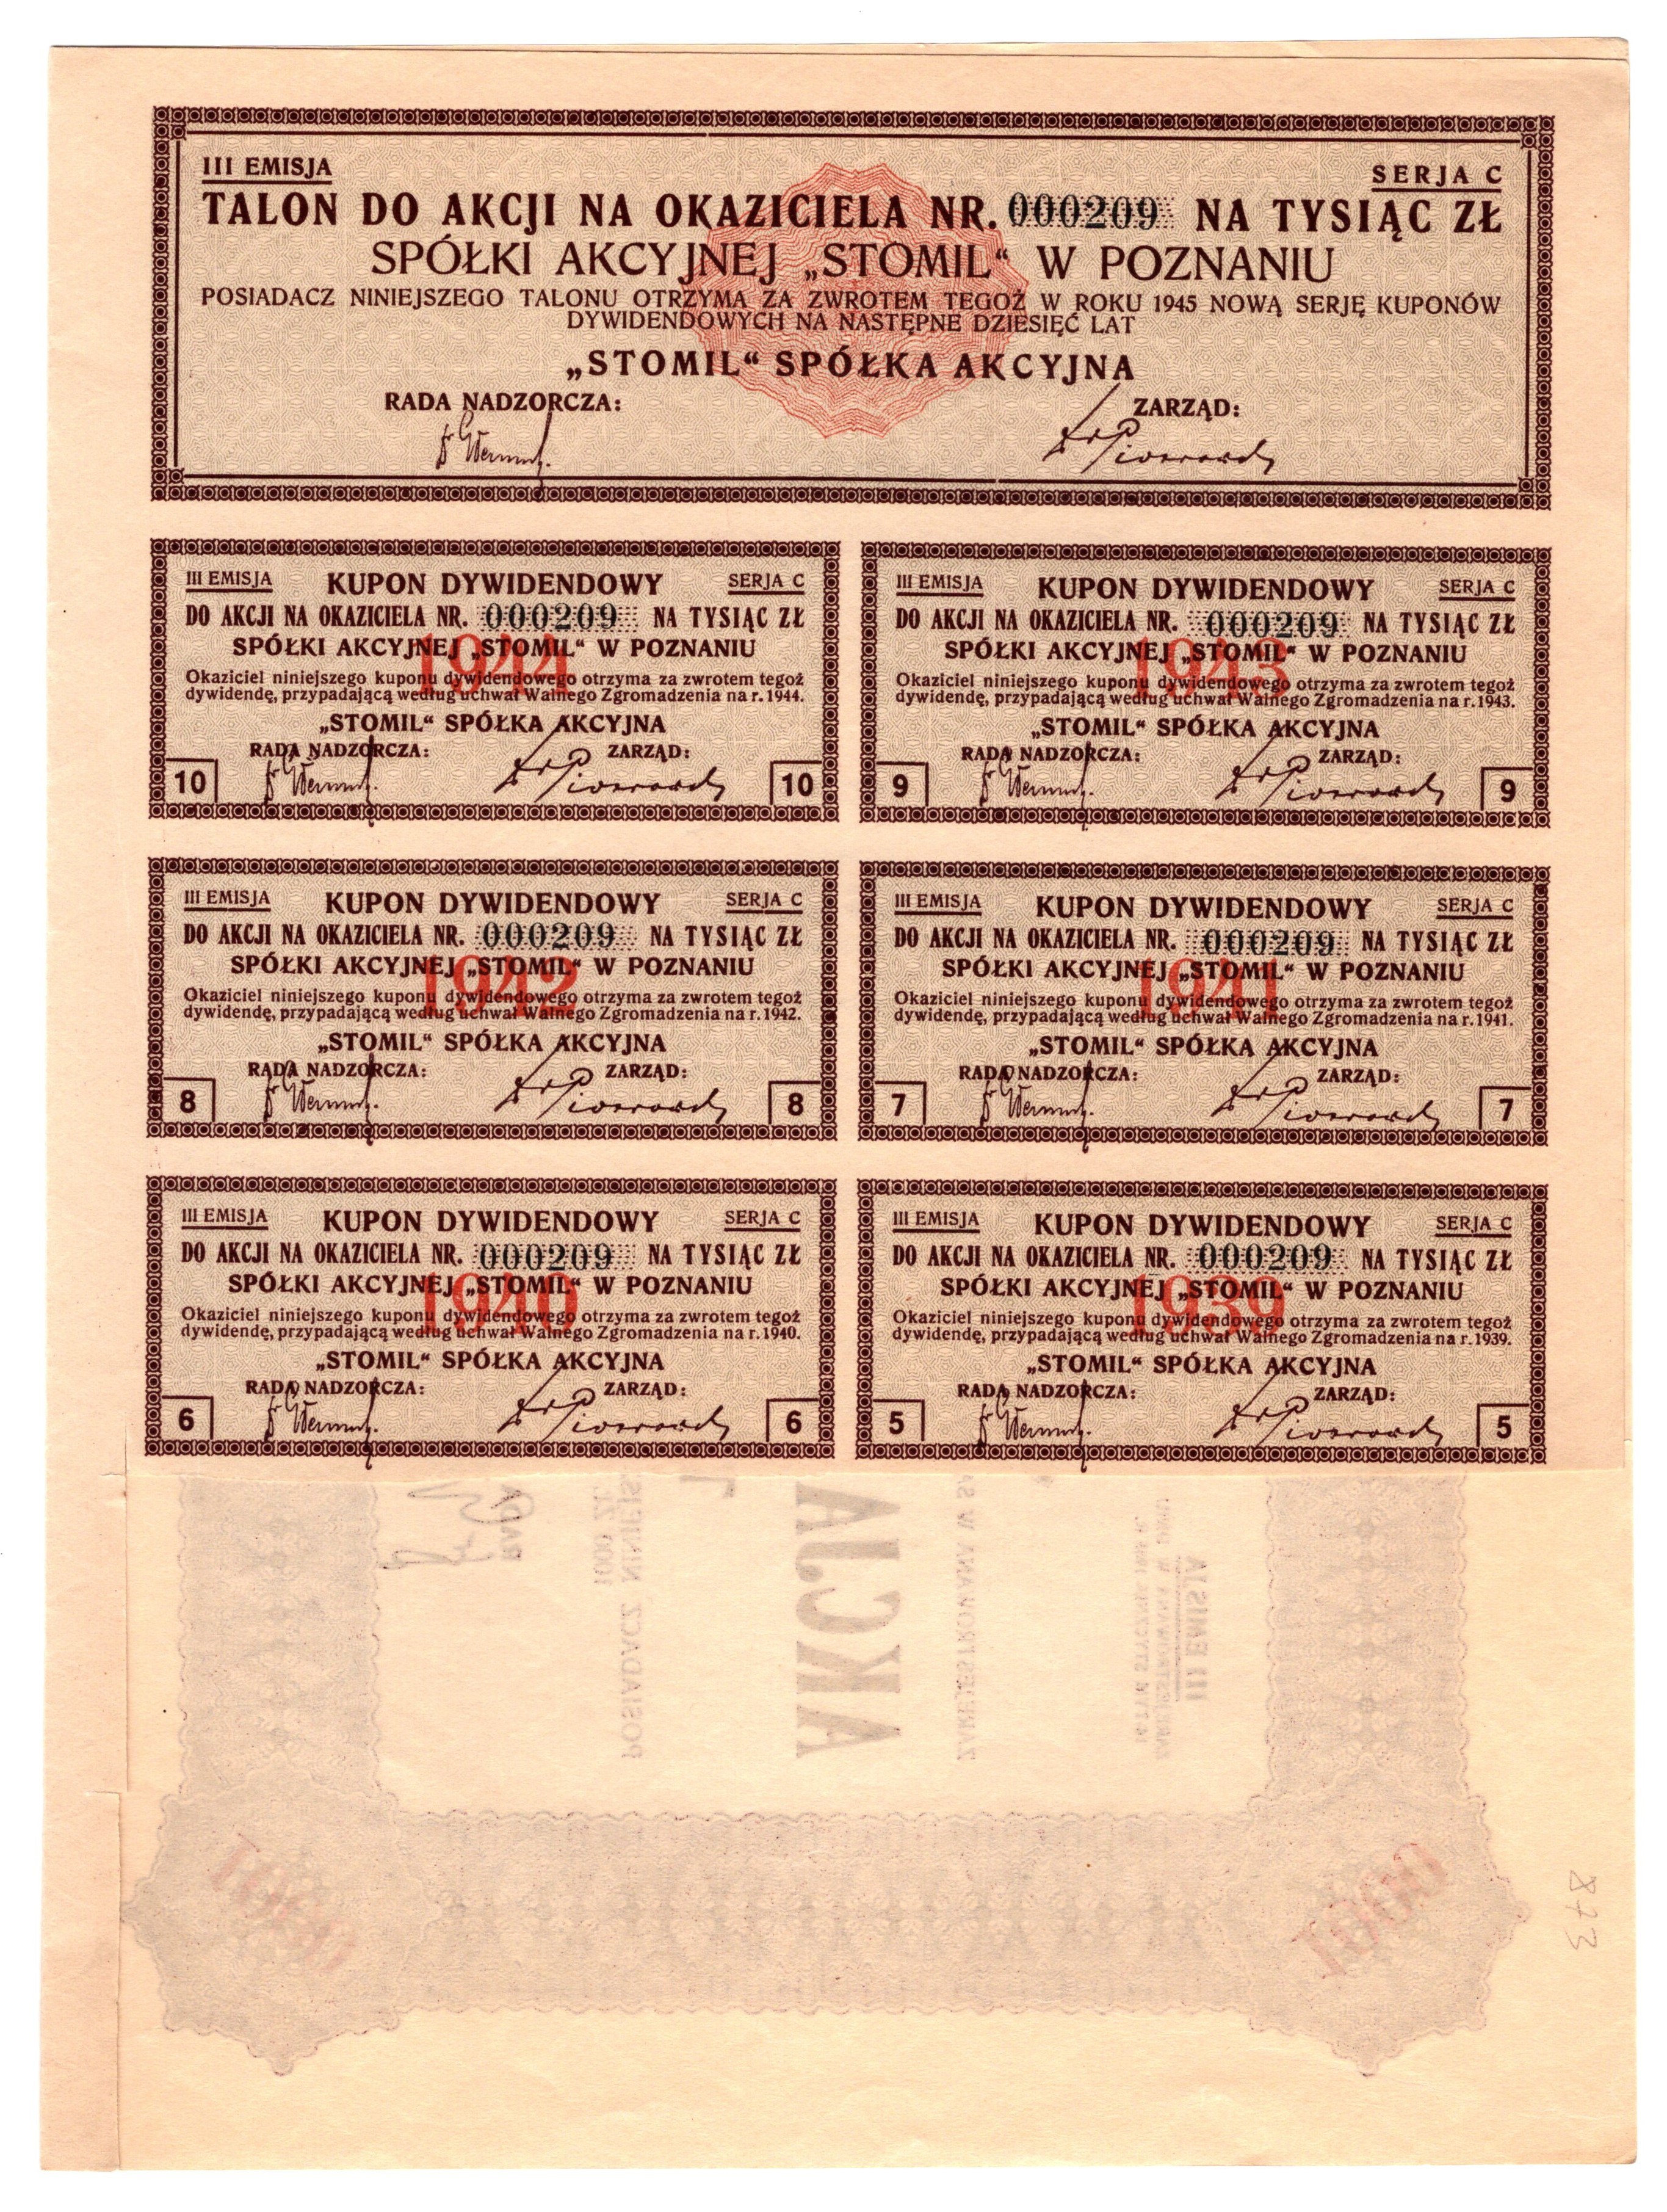 III EMISJA
SERJA C
TALON DO AKCJI NA OKAZICIELA NR. 000209 NA TYSIĄC ZŁ
SPÓŁKI AKCYJNEJ „STOMIL“ W POZNANIU
POSIADACZ NINIEJSZEGO TALONU OTRZYMA ZA ZWROTEM TEGOŻ W ROKU 1945 NOWĄ SERJĘ KUPONÓW
DYWIDENDOWYCH NA NASTĘPNE DZIESIĘĆ LAT
„STOMIL“ SPÓŁKA AKCYJNA
RADA NADZORCZA:
ZARZĄD:
III EMISJA KUPON DYWIDENDOWY SERJA C
DO AKCJI NA OKAZICIELA NR. 000209 NA TYSIĄC ZŁ
1944
SPÓŁKI AKCYJNEJ „STOMIL“ W POZNANIU
Okaziciel niniejszego kuponu dywidendowego otrzyma za zwrotem tegoż
dywidendę, przypadającą według uchwał Walnego Zgromadzenia na r. 1944.
„STOMIL“ SPÓŁKA AKCYJNA
RADA NADZORCZA: ZARZĄD:
10 10
III EMISJA KUPON DYWIDENDOWY SERJA C
DO AKCJI NA OKAZICIELA NR. 000209 NA TYSIĄC ZŁ
1943
SPÓŁKI AKCYJNEJ „STOMIL“ W POZNANIU
Okaziciel niniejszego kuponu dywidendowego otrzyma za zwrotem tegoż
dywidendę, przypadającą według uchwał Walnego Zgromadzenia na r. 1943.
„STOMIL“ SPÓŁKA AKCYJNA
RADA NADZORCZA: ZARZĄD:
9 9
III EMISJA KUPON DYWIDENDOWY SERJA C
DO AKCJI NA OKAZICIELA NR. 000209 NA TYSIĄC ZŁ
1942
SPÓŁKI AKCYJNEJ „STOMIL“ W POZNANIU
Okaziciel niniejszego kuponu dywidendowego otrzyma za zwrotem tegoż
dywidendę, przypadającą według uchwał Walnego Zgromadzenia na r. 1942.
„STOMIL“ SPÓŁKA AKCYJNA
RADA NADZORCZA: ZARZĄD:
8 8
III EMISJA KUPON DYWIDENDOWY SERJA C
DO AKCJI NA OKAZICIELA NR. 000209 NA TYSIĄC ZŁ
1941
SPÓŁKI AKCYJNEJ „STOMIL“ W POZNANIU
Okaziciel niniejszego kuponu dywidendowego otrzyma za zwrotem tegoż
dywidendę, przypadającą według uchwał Walnego Zgromadzenia na r. 1941.
„STOMIL“ SPÓŁKA AKCYJNA
RADA NADZORCZA: ZARZĄD:
7 7
III EMISJA KUPON DYWIDENDOWY SERJA C
DO AKCJI NA OKAZICIELA NR. 000209 NA TYSIĄC ZŁ
1940
SPÓŁKI AKCYJNEJ „STOMIL“ W POZNANIU
Okaziciel niniejszego kuponu dywidendowego otrzyma za zwrotem tegoż
dywidendę, przypadającą według uchwał Walnego Zgromadzenia na r. 1940.
„STOMIL“ SPÓŁKA AKCYJNA
RADA NADZORCZA: ZARZĄD:
6 6
III EMISJA KUPON DYWIDENDOWY SERJA C
DO AKCJI NA OKAZICIELA NR. 000209 NA TYSIĄC ZŁ
1939
SPÓŁKI AKCYJNEJ „STOMIL“ W POZNANIU
Okaziciel niniejszego kuponu dywidendowego otrzyma za zwrotem tegoż
dywidendę, przypadającą według uchwał Walnego Zgromadzenia na r. 1939.
„STOMIL“ SPÓŁKA AKCYJNA
RADA NADZORCZA: ZARZĄD:
5 5
III EMISJA
ZAREJESTROWANA W
AKCJA
POSIADACZ
1000 ZŁ
RADA
1000
1000
873